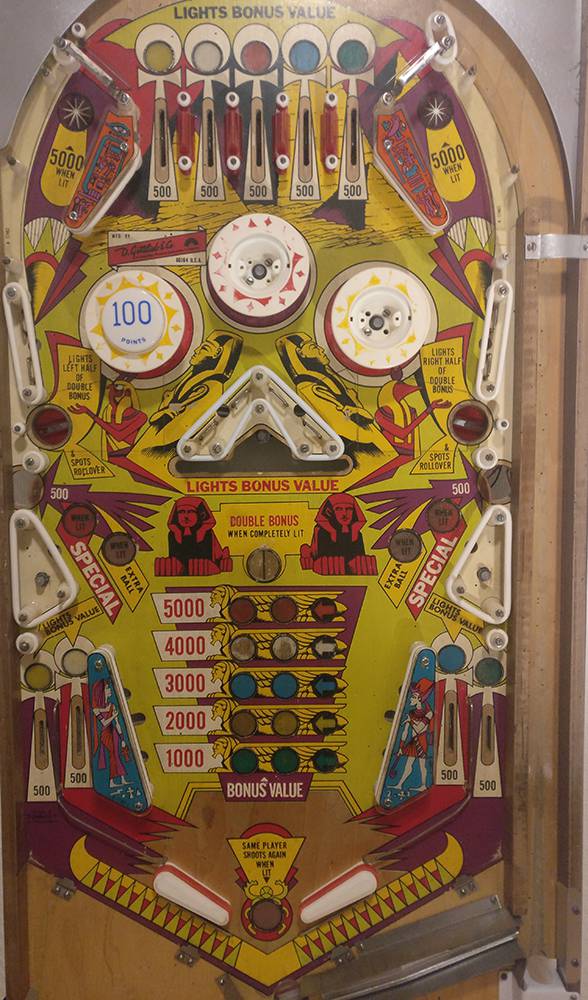 LIGHTS BONUS VALUE
5000
WHEN
LIT
5000
WHEN
LIT
500
500
500
500
500
MFD. BY
D. Gottlieb & Co.
60164 U.S.A.
100
POINTS
LIGHTS
LEFT HALF
OF
DOUBLE
BONUS
& SPOTS
ROLLOVER
LIGHTS
RIGHT HALF
OF
DOUBLE
BONUS
& SPOTS
ROLLOVER
LIGHTS BONUS VALUE
500
500
DOUBLE BONUS
WHEN COMPLETELY LIT
WHEN
LIT
SPECIAL
WHEN
LIT
EXTRA
BALL
WHEN
LIT
EXTRA
BALL
WHEN
LIT
SPECIAL
LIGHTS
BONUS VALUE
LIGHTS
BONUS VALUE
5000
4000
3000
2000
1000
BONUS VALUE
500
500
500
500
SAME PLAYER
SHOOTS AGAIN
WHEN
LIT